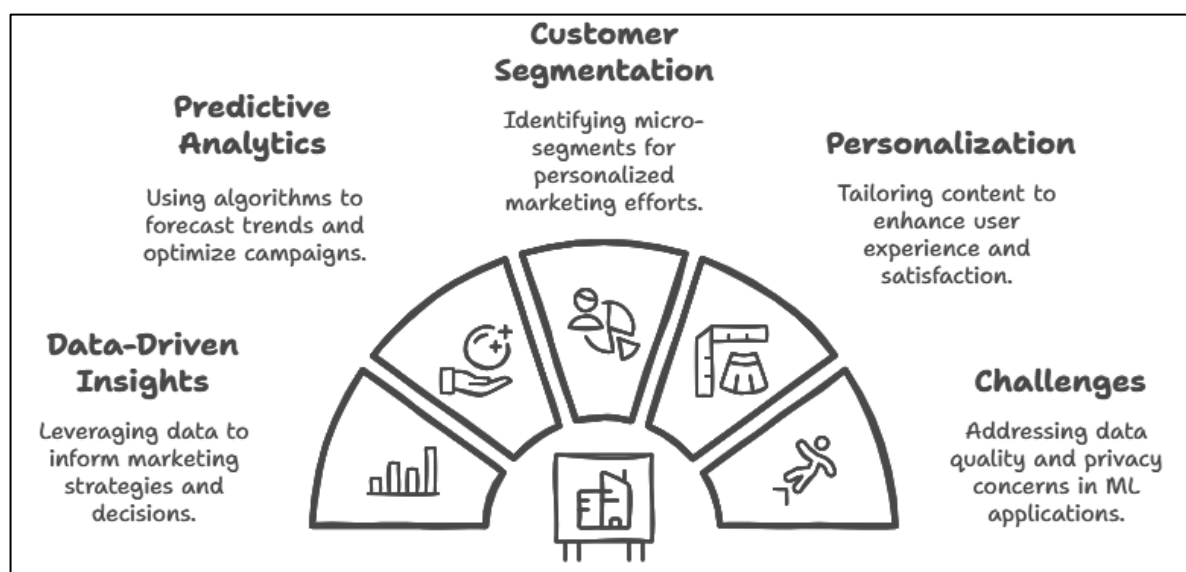 Data-Driven
Insights
Leveraging data to
inform marketing
strategies and
decisions.
Predictive
Analytics
Using algorithms to
forecast trends and
optimize campaigns.
Customer
Segmentation
Identifying micro-
segments for
personalized
marketing efforts.
Personalization
Tailoring content to
enhance user
experience and
satisfaction.
Challenges
Addressing data
quality and privacy
concerns in ML
applications.